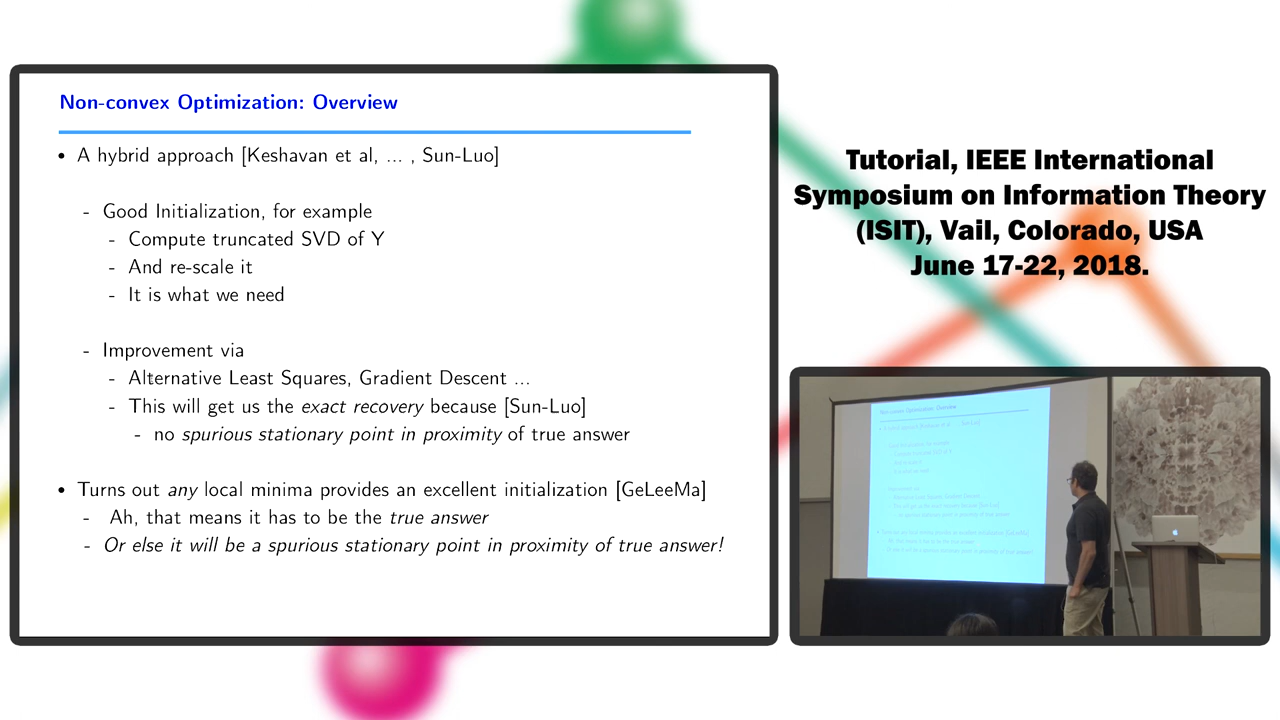 Non-convex Optimization: Overview
• A hybrid approach [Keshavan et al, ... , Sun-Luo]
- Good Initialization, for example
- Compute truncated SVD of Y
- And re-scale it
- It is what we need
- Improvement via
- Alternative Least Squares, Gradient Descent ...
- This will get us the exact recovery because [Sun-Luo]
- no spurious stationary point in proximity of true answer
• Turns out any local minima provides an excellent initialization [GeLeeMa]
- Ah, that means it has to be the true answer
- Or else it will be a spurious stationary point in proximity of true answer!
Tutorial, IEEE International
Symposium on Information Theory
(ISIT), Vail, Colorado, USA
June 17-22, 2018.
Non-convex Optimization: Overview